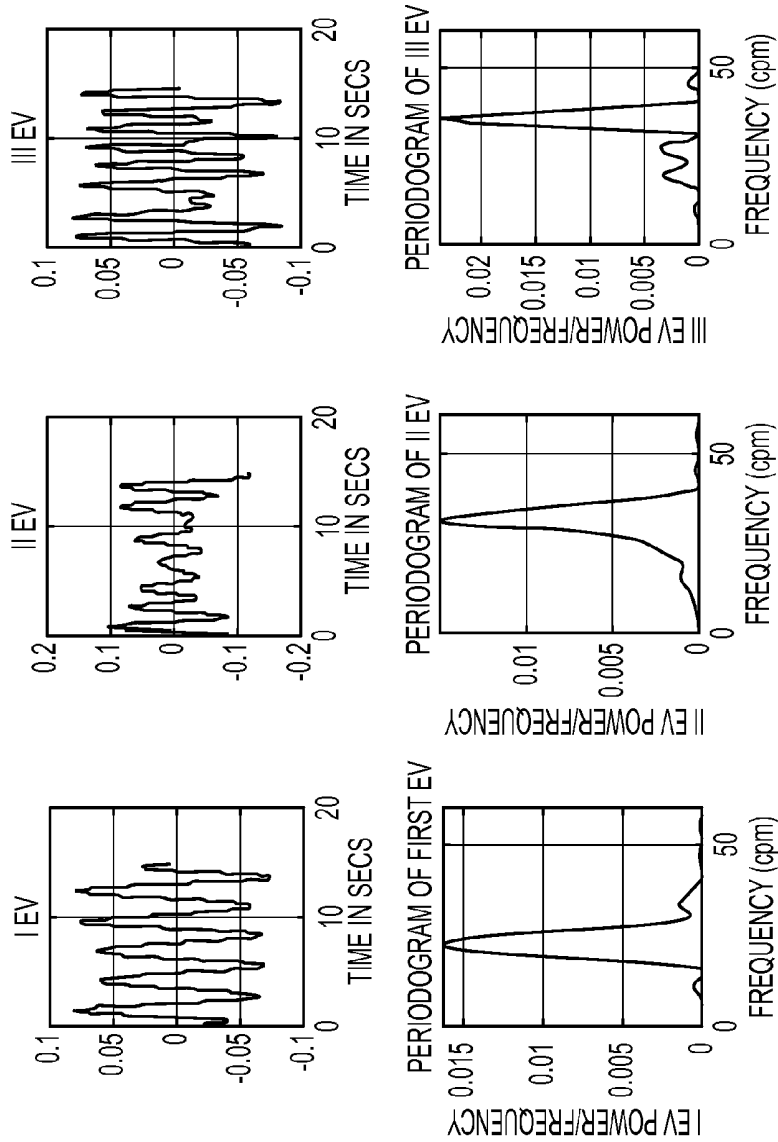 I EV
0.1
0.05
0
-0.05
-0.1
0
10
20
TIME IN SECS
II EV
0.2
0.1
0
-0.1
-0.2
0
10
20
TIME IN SECS
III EV
0.1
0.05
0
-0.05
-0.1
0
10
20
TIME IN SECS
PERIODOGRAM OF FIRST EV
I EV POWER/FREQUENCY
0.015
0.01
0.005
0
0
50
FREQUENCY (cpm)
PERIODOGRAM OF II EV
II EV POWER/FREQUENCY
0.01
0.005
0
0
50
FREQUENCY (cpm)
PERIODOGRAM OF III EV
III EV POWER/FREQUENCY
0.02
0.015
0.01
0.005
0
0
50
FREQUENCY (cpm)